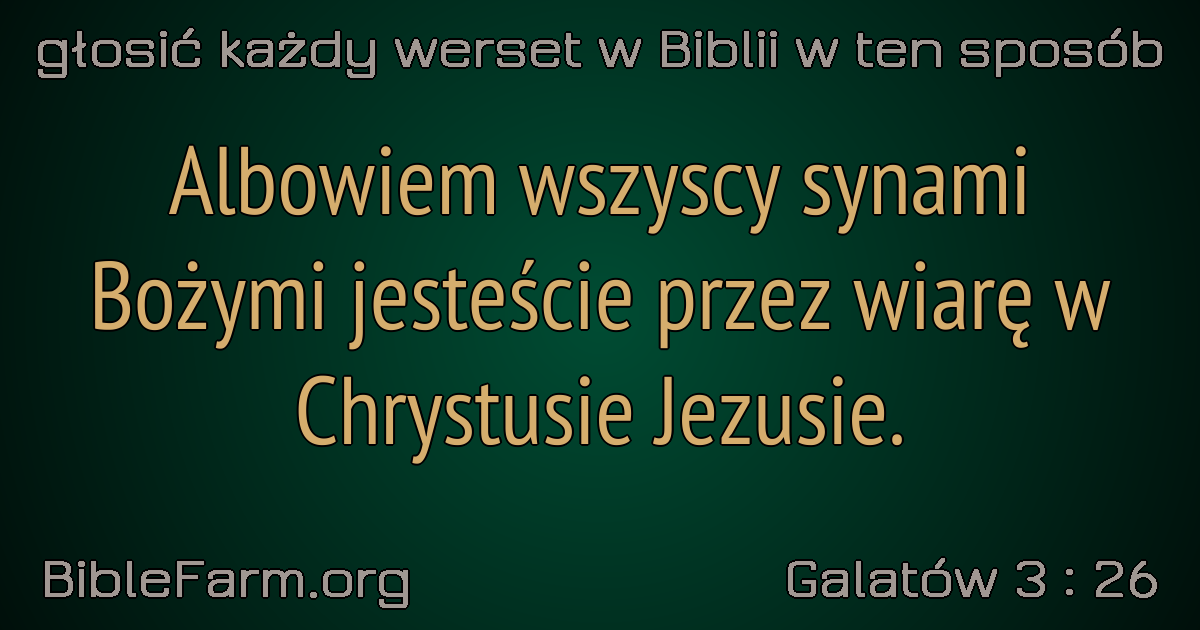 głosić każdy werset w Biblii w ten sposób
Albowiem wszyscy synami
Bożymi jesteście przez wiarę w
Chrystusie Jezusie.
BibleFarm.org
Galatów 3 : 26